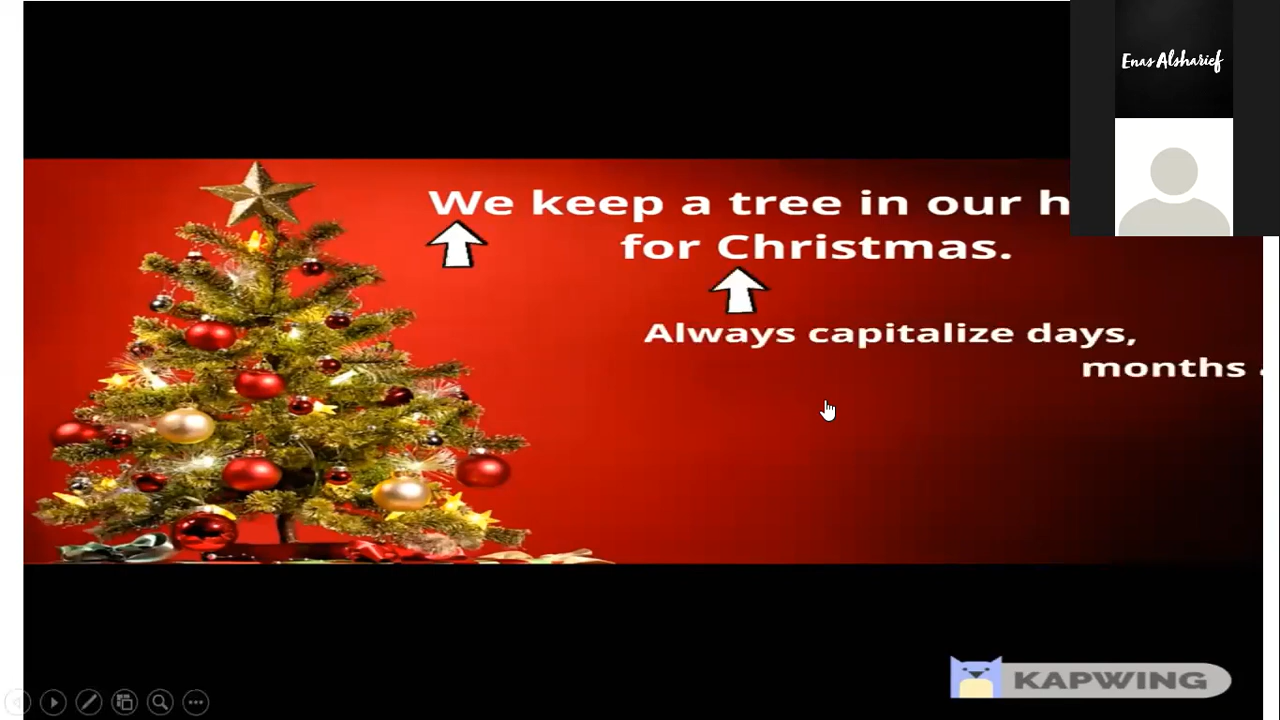 Enas Alsharief
We keep a tree in our
for Christmas.
Always capitalize days,
months
KAPWING